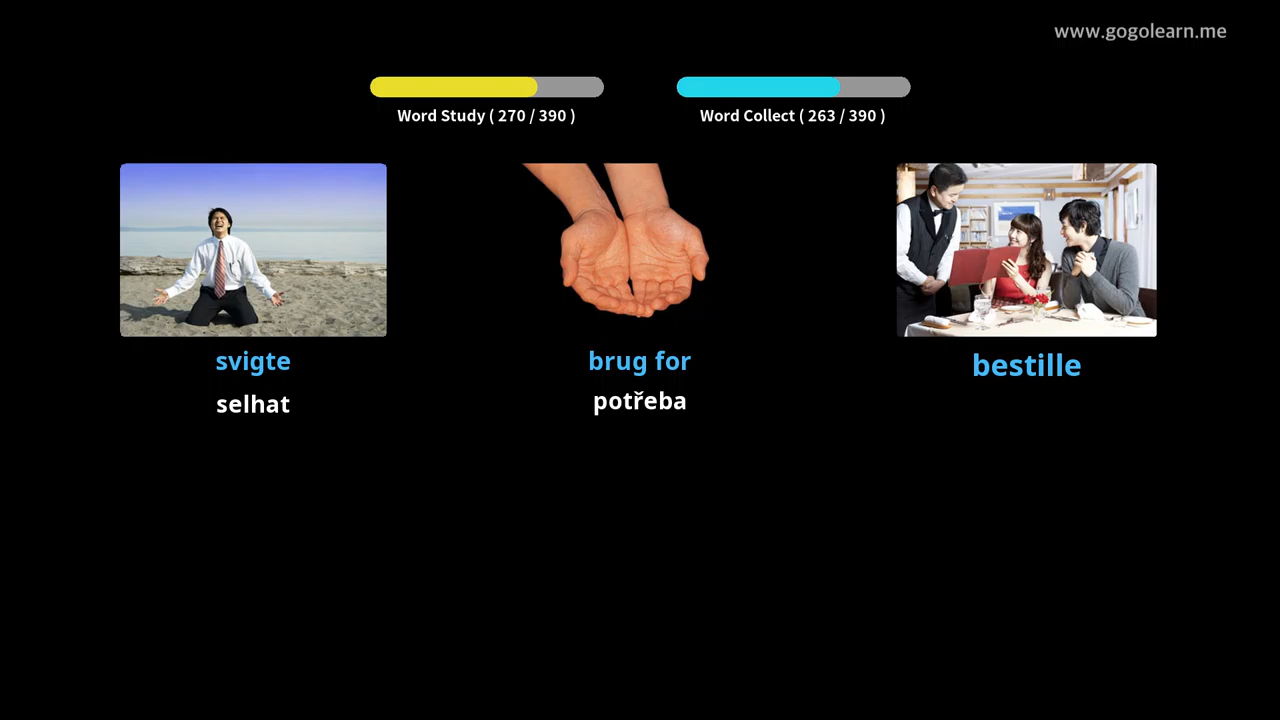 www.gogolearn.me
Word Study ( 270 / 390 )
Word Collect ( 263 / 390 )
svigte
selhat
brug for
potřeba
bestille